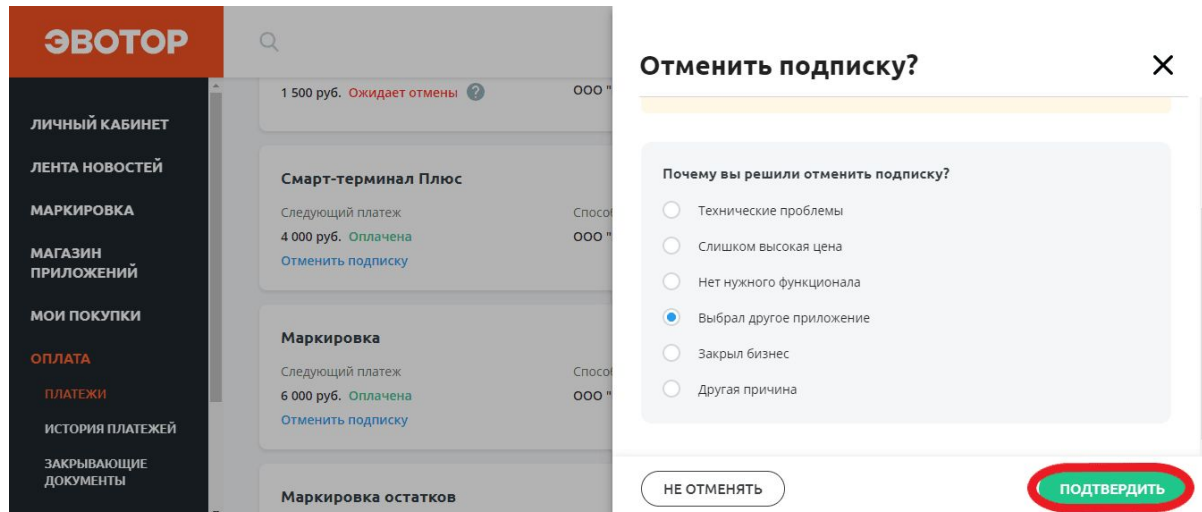 ЭВОТОР
ЛИЧНЫЙ КАБИНЕТ
ЛЕНТА НОВОСТЕЙ
МАРКИРОВКА
МАГАЗИН
ПРИЛОЖЕНИЙ
МОИ ПОКУПКИ
ОПЛАТА
ПЛАТЕЖИ
ИСТОРИЯ ПЛАТЕЖЕЙ
ЗАКРЫВАЮЩИЕ
ДОКУМЕНТЫ
1 500 руб. Ожидает отмены ? ООО "
Смарт-терминал Плюс
Следующий платеж Способ
4 000 руб. Оплачена ООО "
Отменить подписку
Маркировка
Следующий платеж Способ
6 000 руб. Оплачена ООО "
Отменить подписку
Маркировка остатков
Отменить подписку?
Почему вы решили отменить подписку?
Технические проблемы
Слишком высокая цена
Нет нужного функционала
Выбрал другое приложение
Закрыл бизнес
Другая причина
НЕ ОТМЕНЯТЬ
ПОДТВЕРДИТЬ